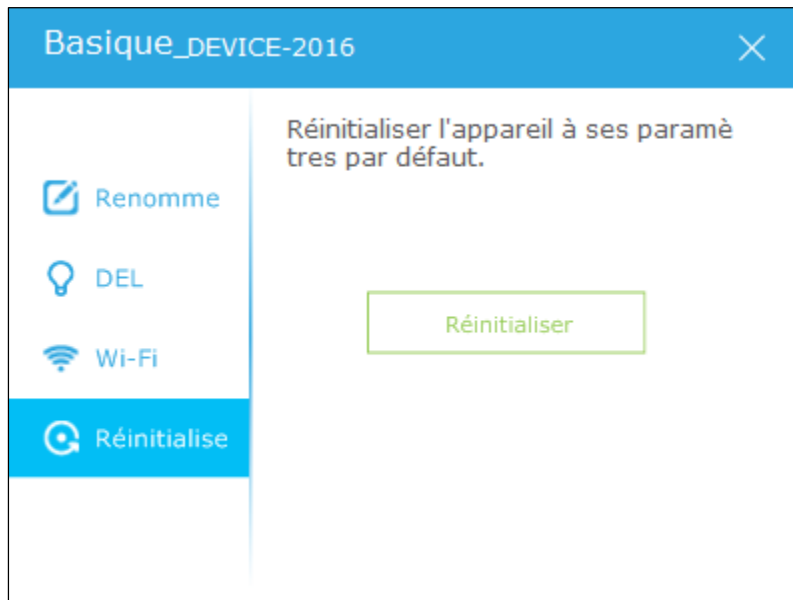 Basique_DEVICE-2016
Réinitialiser l'appareil à ses paramè
tres par défaut.
Renomme
DEL
Wi-Fi
Réinitialise
Réinitialiser